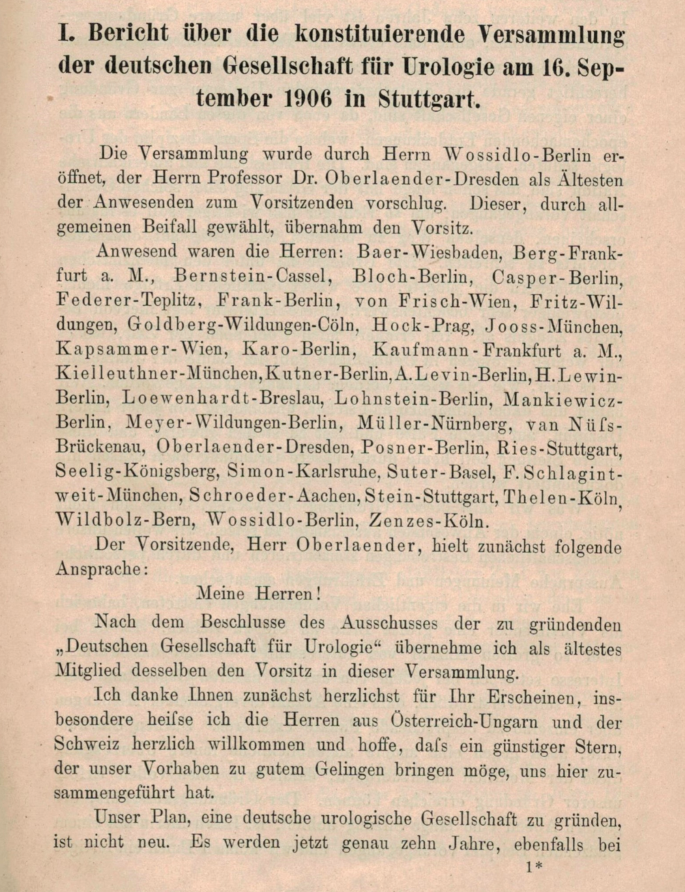 I. Bericht über die konstituierende Versammlung
der deutschen Gesellschaft für Urologie am 16. Sep-
tember 1906 in Stuttgart.
Die Versammlung wurde durch Herrn Wossidlo-Berlin er-
öffnet, der Herrn Professor Dr. Oberlaender-Dresden als Ältesten
der Anwesenden zum Vorsitzenden vorschlug. Dieser, durch all-
gemeinen Beifall gewählt, übernahm den Vorsitz.
Anwesend waren die Herren: Baer-Wiesbaden, Berg-Frank-
furt a. M., Bernstein-Cassel, Bloch-Berlin, Casper-Berlin,
Federer-Teplitz, Frank-Berlin, von Frisch-Wien, Fritz-Wil-
dungen, Goldberg-Wildungen-Cöln, Hock-Prag, Jooss-München,
Kapsammer-Wien, Karo-Berlin, Kaufmann-Frankfurt a. M.,
Kielleuthner-München, Kutner-Berlin, A. Levin-Berlin, H. Lewin-
Berlin, Loewenhardt-Breslau, Lohnstein-Berlin, Mankiewicz-
Berlin, Meyer-Wildungen-Berlin, Müller-Nürnberg, van Nüſs-
Brückenau, Oberlaender-Dresden, Posner-Berlin, Ries-Stuttgart,
Seelig-Königsberg, Simon-Karlsruhe, Suter-Basel, F. Schlagint-
weit-München, Schroeder-Aachen, Stein-Stuttgart, Thelen-Köln,
Wildbolz-Bern, Wossidlo-Berlin, Zenzes-Köln.
Der Vorsitzende, Herr Oberlaender, hielt zunächst folgende
Ansprache:
Meine Herren!
Nach dem Beschlusse des Ausschusses der zu gründenden
„Deutschen Gesellschaft für Urologie“ übernehme ich als ältestes
Mitglied desselben den Vorsitz in dieser Versammlung.
Ich danke Ihnen zunächst herzlichst für Ihr Erscheinen, ins-
besondere heiſse ich die Herren aus Österreich-Ungarn und der
Schweiz herzlich willkommen und hoffe, daſs ein günstiger Stern,
der unser Vorhaben zu gutem Gelingen bringen möge, uns hier zu-
sammengeführt hat.
Unser Plan, eine deutsche urologische Gesellschaft zu gründen,
ist nicht neu. Es werden jetzt genau zehn Jahre, ebenfalls bei
1*